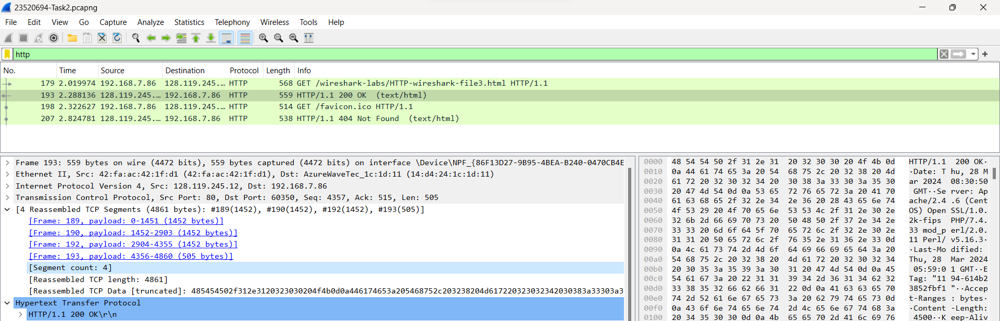 23520694-Task2.pcapng
File Edit View Go Capture Analyze Statistics Telephony Wireless Tools Help
http
No. Time Source Destination Protocol Length Info
179 2.019974 192.168.7.86 128.119.245.… HTTP 568 GET /wireshark-labs/HTTP-wireshark-file3.html HTTP/1.1
193 2.288136 128.119.245.… 192.168.7.86 HTTP 559 HTTP/1.1 200 OK (text/html)
198 2.322627 192.168.7.86 128.119.245.… HTTP 514 GET /favicon.ico HTTP/1.1
207 2.824781 128.119.245.… 192.168.7.86 HTTP 538 HTTP/1.1 404 Not Found (text/html)
Frame 193: 559 bytes on wire (4472 bits), 559 bytes captured (4472 bits) on interface \Device\NPF_{86F13D27-9B95-4BEA-B240-0470CB4E
Ethernet II, Src: 42:fa:ac:42:1f:d1 (42:fa:ac:42:1f:d1), Dst: AzureWaveTec_1c:1d:11 (14:d4:24:1c:1d:11)
Internet Protocol Version 4, Src: 128.119.245.12, Dst: 192.168.7.86
Transmission Control Protocol, Src Port: 80, Dst Port: 60350, Seq: 4357, Ack: 515, Len: 505
[4 Reassembled TCP Segments (4861 bytes): #189(1452), #190(1452), #192(1452), #193(505)]
[Frame: 189, payload: 0-1451 (1452 bytes)]
[Frame: 190, payload: 1452-2903 (1452 bytes)]
[Frame: 192, payload: 2904-4355 (1452 bytes)]
[Frame: 193, payload: 4356-4860 (505 bytes)]
[Segment count: 4]
[Reassembled TCP length: 4861]
[Reassembled TCP Data [truncated]: 485454502f312e3120323030204f4b0d0a446174653a205468752c203238204d617220323032342030383a33303a3
Hypertext Transfer Protocol
HTTP/1.1 200 OK\r\n
0000 48 54 54 50 2f 31 2e 31 20 32 30 30 20 4f 4b 0d HTTP/1.1 200 OK·
0010 0a 44 61 74 65 3a 20 54 68 75 2c 20 32 38 20 4d ·Date: T hu, 28 M
0020 61 72 20 32 30 32 34 20 30 38 3a 33 30 3a 35 30 ar 2024 08:30:50
0030 20 47 4d 54 0d 0a 53 65 72 76 65 72 3a 20 41 70 GMT··Se rver: Ap
0040 61 63 68 65 2f 32 2e 34 2e 36 20 28 43 65 6e 74 ache/2.4 .6 (Cent
0050 4f 53 29 20 4f 70 65 6e 53 53 4c 2f 31 2e 30 2e OS) Open SSL/1.0.
0060 32 6b 2d 66 69 70 73 20 50 48 50 2f 37 2e 34 2e 2k-fips PHP/7.4.
0070 33 33 20 6d 6f 64 5f 70 65 72 6c 2f 32 2e 30 2e 33 mod_p erl/2.0.
0080 31 31 20 50 65 72 6c 2f 76 35 2e 31 36 2e 33 0d 11 Perl/ v5.16.3·
0090 0a 4c 61 73 74 2d 4d 6f 64 69 66 69 65 64 3a 20 ·Last-Mo dified:
00a0 54 68 75 2c 20 32 38 20 4d 61 72 20 32 30 32 34 Thu, 28 Mar 2024
00b0 20 30 35 3a 35 39 3a 30 31 20 47 4d 54 0d 0a 45 05:59:0 1 GMT··E
00c0 54 61 67 3a 20 22 31 31 39 34 2d 36 31 34 62 32 Tag: "11 94-614b2
00d0 33 38 35 32 66 62 66 31 22 0d 0a 41 63 63 65 70 3852fbf1 "··Accep
00e0 74 2d 52 61 6e 67 65 73 3a 20 62 79 74 65 73 0d t-Ranges : bytes·
00f0 0a 43 6f 6e 74 65 6e 74 2d 4c 65 6e 67 74 68 3a ·Content -Length:
0100 20 34 35 30 30 0d 0a 4b 65 65 70 2d 41 6c 69 76 4500··K eep-Aliv